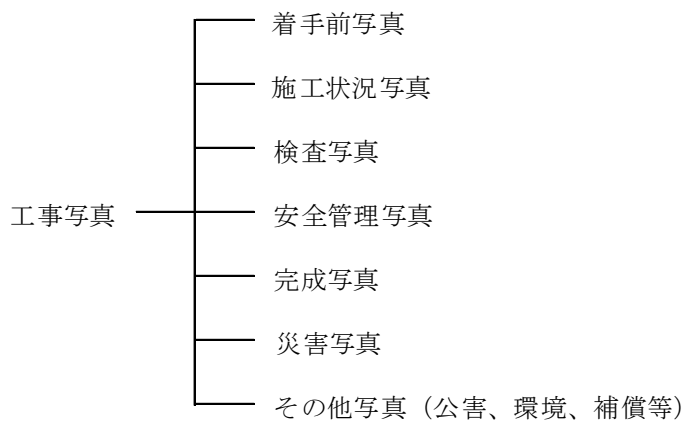 着手前写真
施工状況写真
検査写真
工事写真
安全管理写真
完成写真
災害写真
その他写真（公害、環境、補償等）